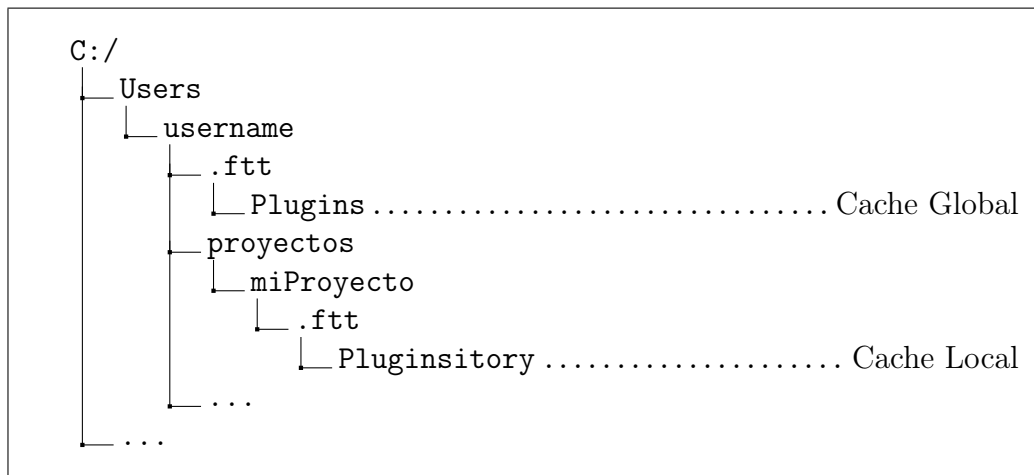 C:/
Users
username
.ftt
Plugins ................................ Cache Global
proyectos
miProyecto
.ftt
Pluginsitory ..................... Cache Local
...
...